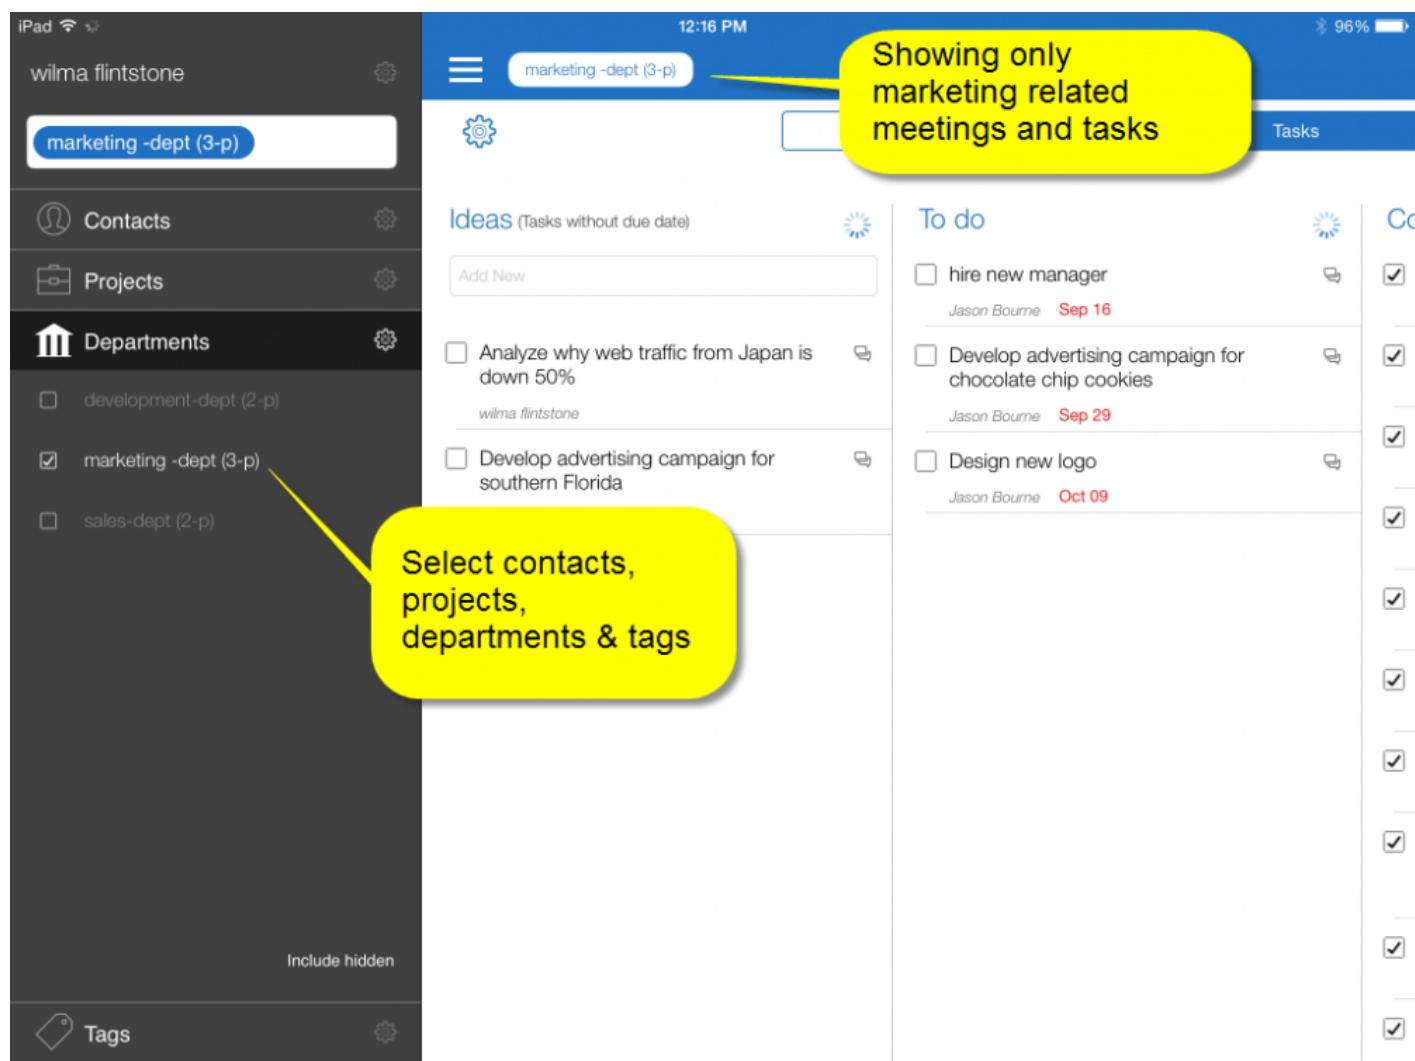 iPad
12:16 PM
96%
wilma flintstone
marketing -dept (3-p)
Contacts
Projects
Departments
development-dept (2-p)
marketing -dept (3-p)
sales-dept (2-p)
Include hidden
Tags
marketing -dept (3-p)
Showing only
marketing related
meetings and tasks
Tasks
Ideas (Tasks without due date)
Add New
Analyze why web traffic from Japan is
down 50%
wilma flintstone
Develop advertising campaign for
southern Florida
Select contacts,
projects,
departments & tags
To do
hire new manager
Jason Bourne Sep 16
Develop advertising campaign for
chocolate chip cookies
Jason Bourne Sep 29
Design new logo
Jason Bourne Oct 09